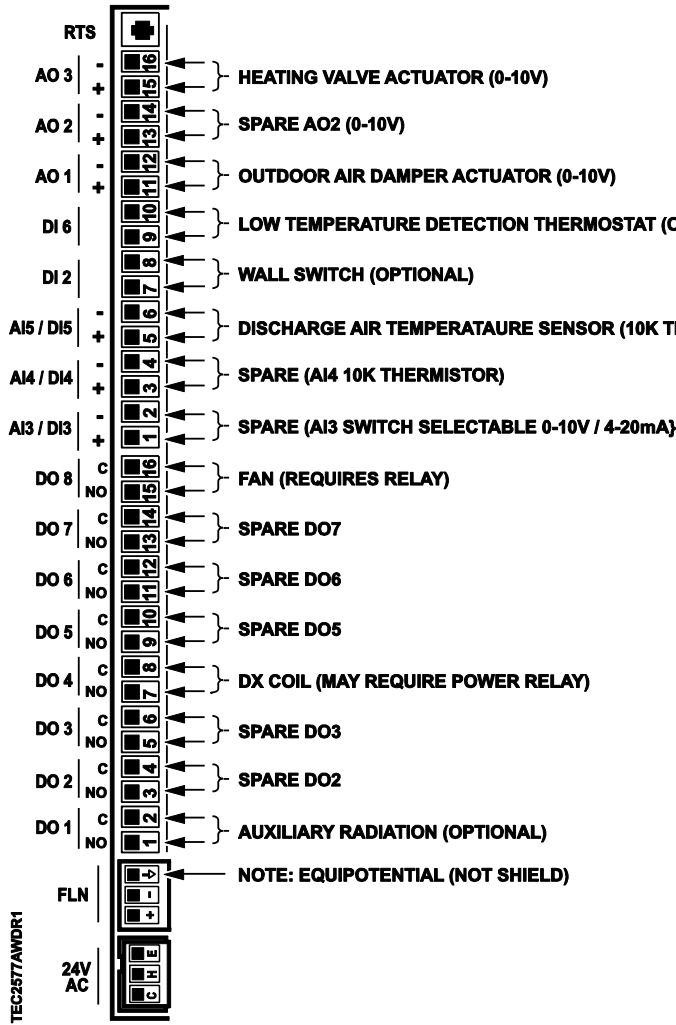 RTS
AO 3 - 16 HEATING VALVE ACTUATOR (0-10V)
+ 15
AO 2 - 14 SPARE AO2 (0-10V)
+ 13
AO 1 - 12 OUTDOOR AIR DAMPER ACTUATOR (0-10V)
+ 11
DI 6 10 LOW TEMPERATURE DETECTION THERMOSTAT (
9
DI 2 8 WALL SWITCH (OPTIONAL)
7
AI5 / DI5 - 6 DISCHARGE AIR TEMPERATAURE SENSOR (10K
+ 5
AI4 / DI4 - 4 SPARE (AI4 10K THERMISTOR)
+ 3
AI3 / DI3 - 2 SPARE (AI3 SWITCH SELECTABLE 0-10V / 4-20mA}
+ 1
DO 8 C 16 FAN (REQUIRES RELAY)
NO 15
DO 7 C 14 SPARE DO7
NO 13
DO 6 C 12 SPARE DO6
NO 11
DO 5 C 10 SPARE DO5
NO 9
DO 4 C 8 DX COIL (MAY REQUIRE POWER RELAY)
NO 7
DO 3 C 6 SPARE DO3
NO 5
DO 2 C 4 SPARE DO2
NO 3
DO 1 C 2 AUXILIARY RADIATION (OPTIONAL)
NO 1
NOTE: EQUIPOTENTIAL (NOT SHIELD)
FLN -
+
24V AC E
H
C
TEC2577AWDR1